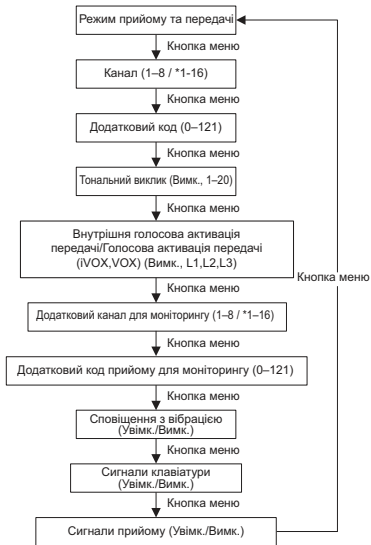 Режим прийому та передачі
Кнопка меню
Канал (1–8 / *1-16)
Кнопка меню
Додатковий код (0–121)
Кнопка меню
Тональний виклик (Вимк., 1–20)
Кнопка меню
Внутрішня голосова активація
передачі/Голосова активація передачі
(iVOX,VOX) (Вимк., L1,L2,L3)
Кнопка меню
Кнопка меню
Додатковий канал для моніторингу (1–8 / *1–16)
Кнопка меню
Додатковий код прийому для моніторингу (0–121)
Кнопка меню
Сповіщення з вібрацією
(Увімк./Вимк.)
Кнопка меню
Сигнали клавіатури
(Увімк./Вимк.)
Кнопка меню
Сигнали прийому (Увімк./Вимк.)